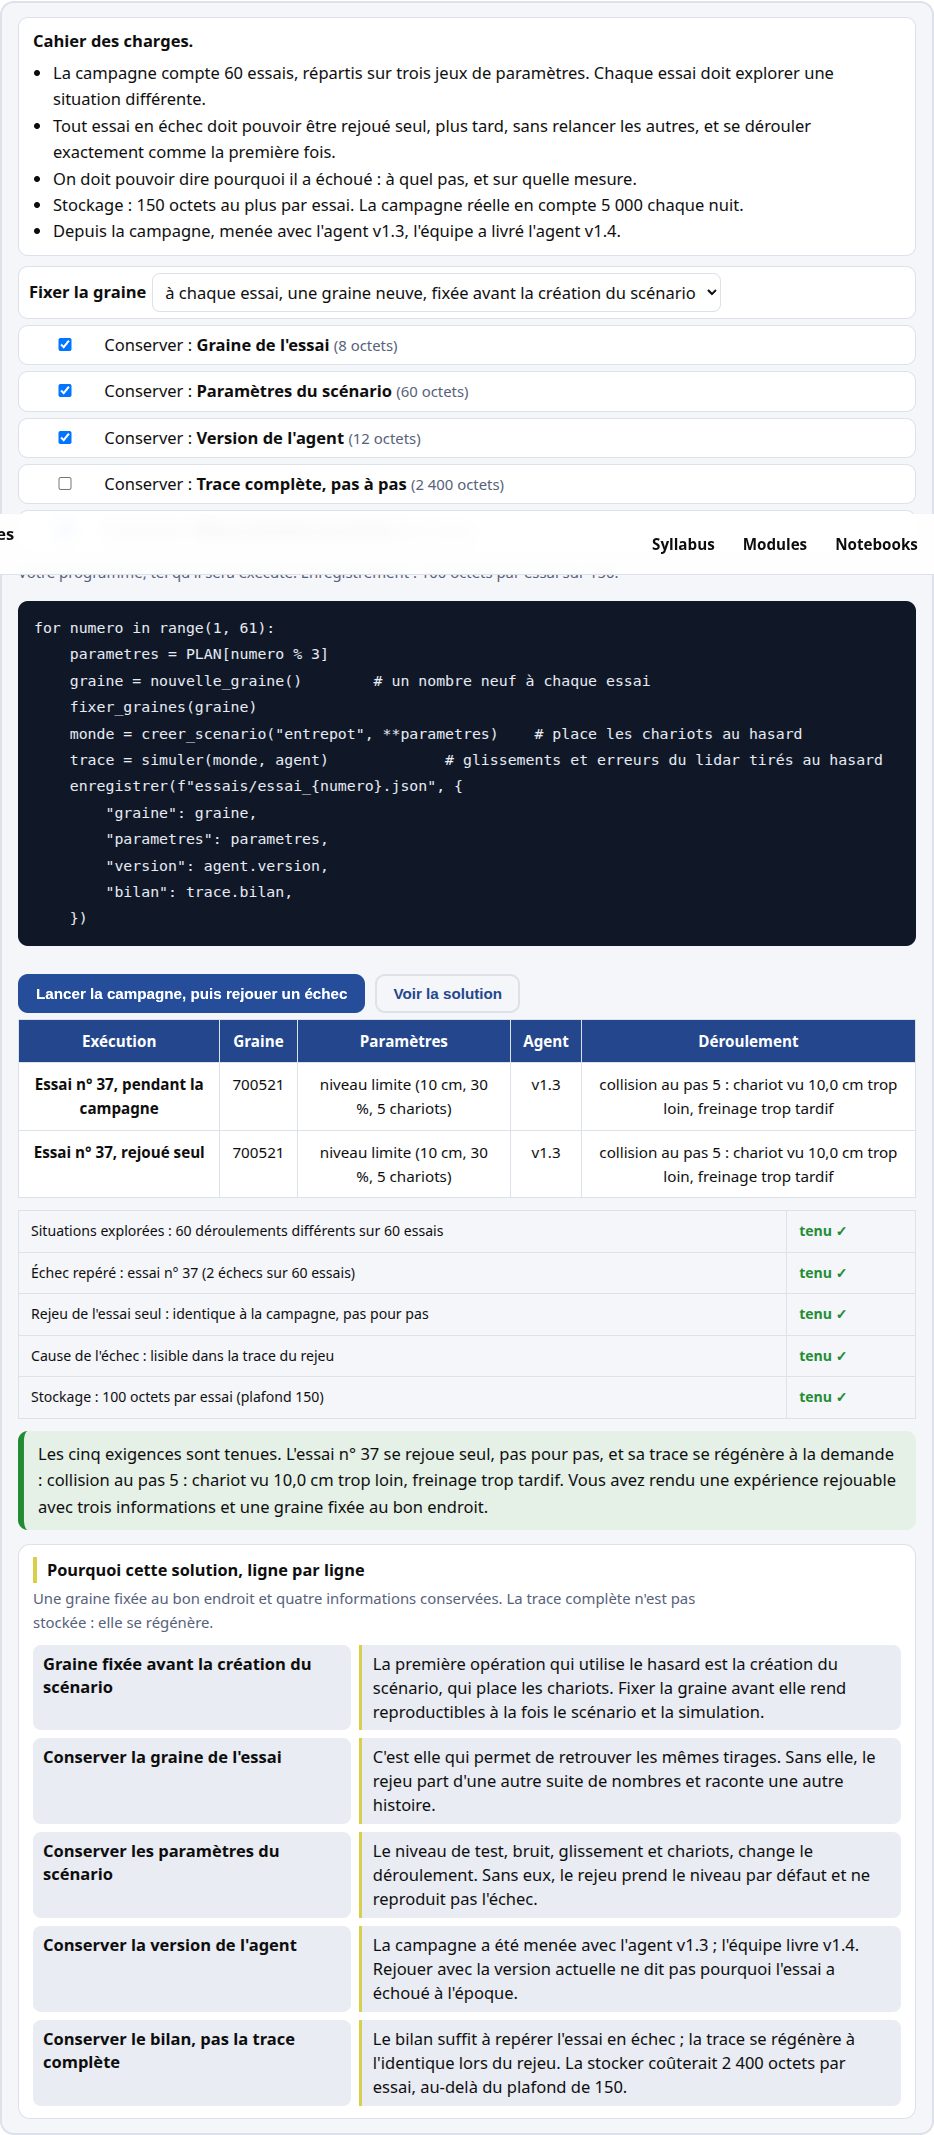 Cahier des charges.
• La campagne compte 60 essais, répartis sur trois jeux de paramètres. Chaque essai doit explorer une
situation différente.
• Tout essai en échec doit pouvoir être rejoué seul, plus tard, sans relancer les autres, et se dérouler
exactement comme la première fois.
• On doit pouvoir dire pourquoi il a échoué : à quel pas, et sur quelle mesure.
• Stockage : 150 octets au plus par essai. La campagne réelle en compte 5 000 chaque nuit.
• Depuis la campagne, menée avec l'agent v1.3, l'équipe a livré l'agent v1.4.
Fixer la graine à chaque essai, une graine neuve, fixée avant la création du scénario
Conserver : Graine de l'essai (8 octets)
Conserver : Paramètres du scénario (60 octets)
Conserver : Version de l'agent (12 octets)
Conserver : Trace complète, pas à pas (2 400 octets)
es Syllabus Modules Notebooks
Votre programme, tel qu'il sera exécuté. Enregistrement : 100 octets par essai sur 150.
for numero in range(1, 61):
    parametres = PLAN[numero % 3]
    graine = nouvelle_graine()        # un nombre neuf à chaque essai
    fixer_graines(graine)
    monde = creer_scenario("entrepot", **parametres)    # place les chariots au hasard
    trace = simuler(monde, agent)             # glissements et erreurs du lidar tirés au hasard
    enregistrer(f"essais/essai_{numero}.json", {
        "graine": graine,
        "parametres": parametres,
        "version": agent.version,
        "bilan": trace.bilan,
    })
Lancer la campagne, puis rejouer un échec Voir la solution
Exécution Graine Paramètres Agent Déroulement
Essai n° 37, pendant la campagne 700521 niveau limite (10 cm, 30 %, 5 chariots) v1.3 collision au pas 5 : chariot vu 10,0 cm trop loin, freinage trop tardif
Essai n° 37, rejoué seul 700521 niveau limite (10 cm, 30 %, 5 chariots) v1.3 collision au pas 5 : chariot vu 10,0 cm trop loin, freinage trop tardif
Situations explorées : 60 déroulements différents sur 60 essais tenu ✓
Échec repéré : essai n° 37 (2 échecs sur 60 essais) tenu ✓
Rejeu de l'essai seul : identique à la campagne, pas pour pas tenu ✓
Cause de l'échec : lisible dans la trace du rejeu tenu ✓
Stockage : 100 octets par essai (plafond 150) tenu ✓
Les cinq exigences sont tenues. L'essai n° 37 se rejoue seul, pas pour pas, et sa trace se régénère à la demande
: collision au pas 5 : chariot vu 10,0 cm trop loin, freinage trop tardif. Vous avez rendu une expérience rejouable
avec trois informations et une graine fixée au bon endroit.
Pourquoi cette solution, ligne par ligne
Une graine fixée au bon endroit et quatre informations conservées. La trace complète n'est pas
stockée : elle se régénère.
Graine fixée avant la création du
scénario
La première opération qui utilise le hasard est la création du
scénario, qui place les chariots. Fixer la graine avant elle rend
reproductibles à la fois le scénario et la simulation.
Conserver la graine de l'essai
C'est elle qui permet de retrouver les mêmes tirages. Sans elle, le
rejeu part d'une autre suite de nombres et raconte une autre
histoire.
Conserver les paramètres du
scénario
Le niveau de test, bruit, glissement et chariots, change le
déroulement. Sans eux, le rejeu prend le niveau par défaut et ne
reproduit pas l'échec.
Conserver la version de l'agent
La campagne a été menée avec l'agent v1.3 ; l'équipe livre v1.4.
Rejouer avec la version actuelle ne dit pas pourquoi l'essai a
échoué à l'époque.
Conserver le bilan, pas la trace
complète
Le bilan suffit à repérer l'essai en échec ; la trace se régénère à
l'identique lors du rejeu. La stocker coûterait 2 400 octets par
essai, au-delà du plafond de 150.